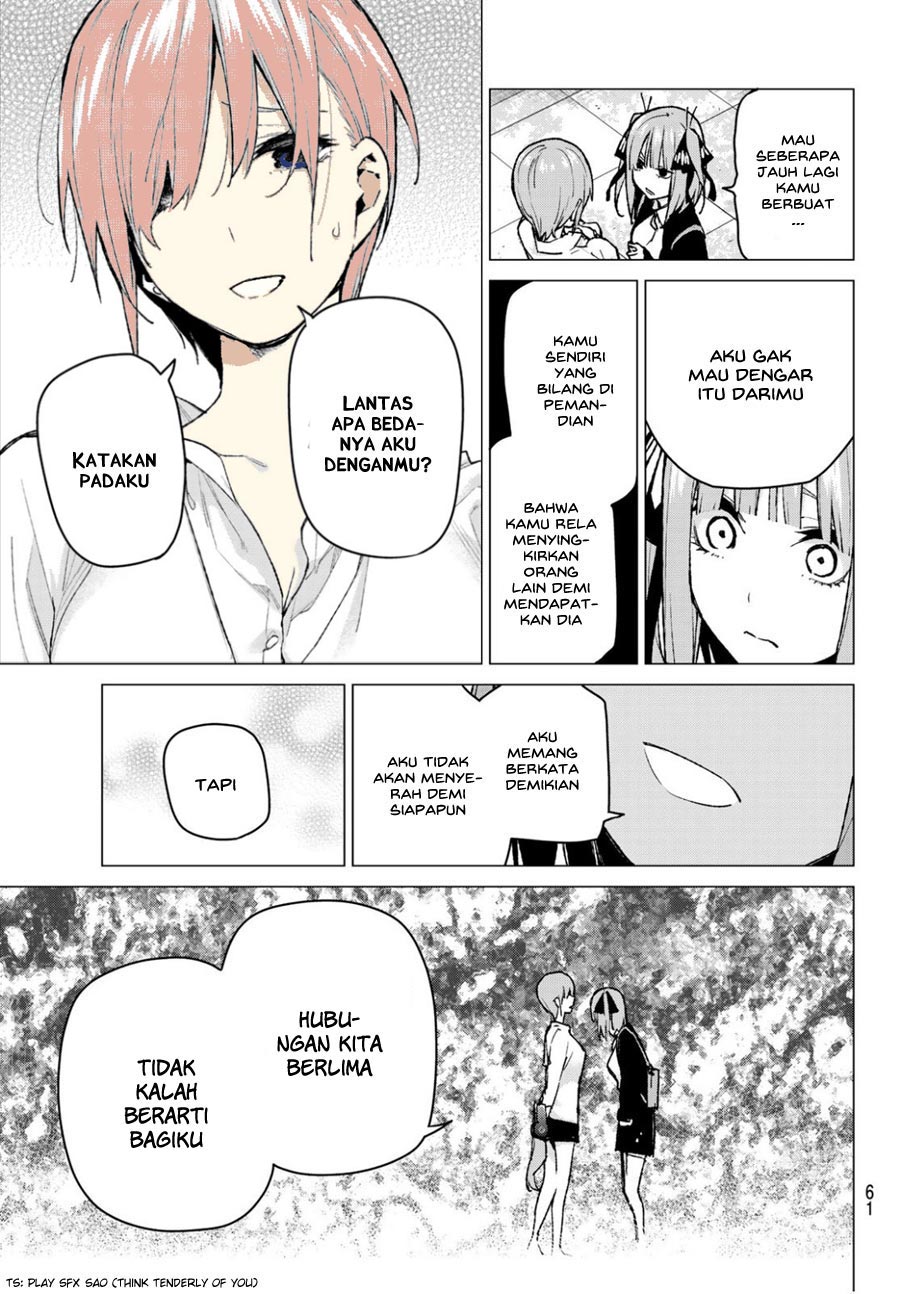 MAU
SEBERAPA
JAUH LAGI
KAMU
BERBUAT
...
AKU GAK
MAU DENGAR
ITU DARIMU
KAMU
SENDIRI
YANG
BILANG DI
PEMAN-
DIAN
BAHWA
KAMU RELA
MENYING-
KIRKAN
ORANG
LAIN DEMI
MENDAPAT-
KAN DIA
LANTAS
APA BEDA-
NYA AKU
DENGANMU?
KATAKAN
PADAKU
AKU
MEMANG
BERKATA
DEMIKIAN
AKU TIDAK
AKAN MENYE-
RAH DEMI
SIAPAPUN
TAPI
HUBU-
NGAN KITA
BERLIMA
TIDAK
KALAH
BERARTI
BAGIKU
61
TS: PLAY SFX SAO (THINK TENDERLY OF YOU)